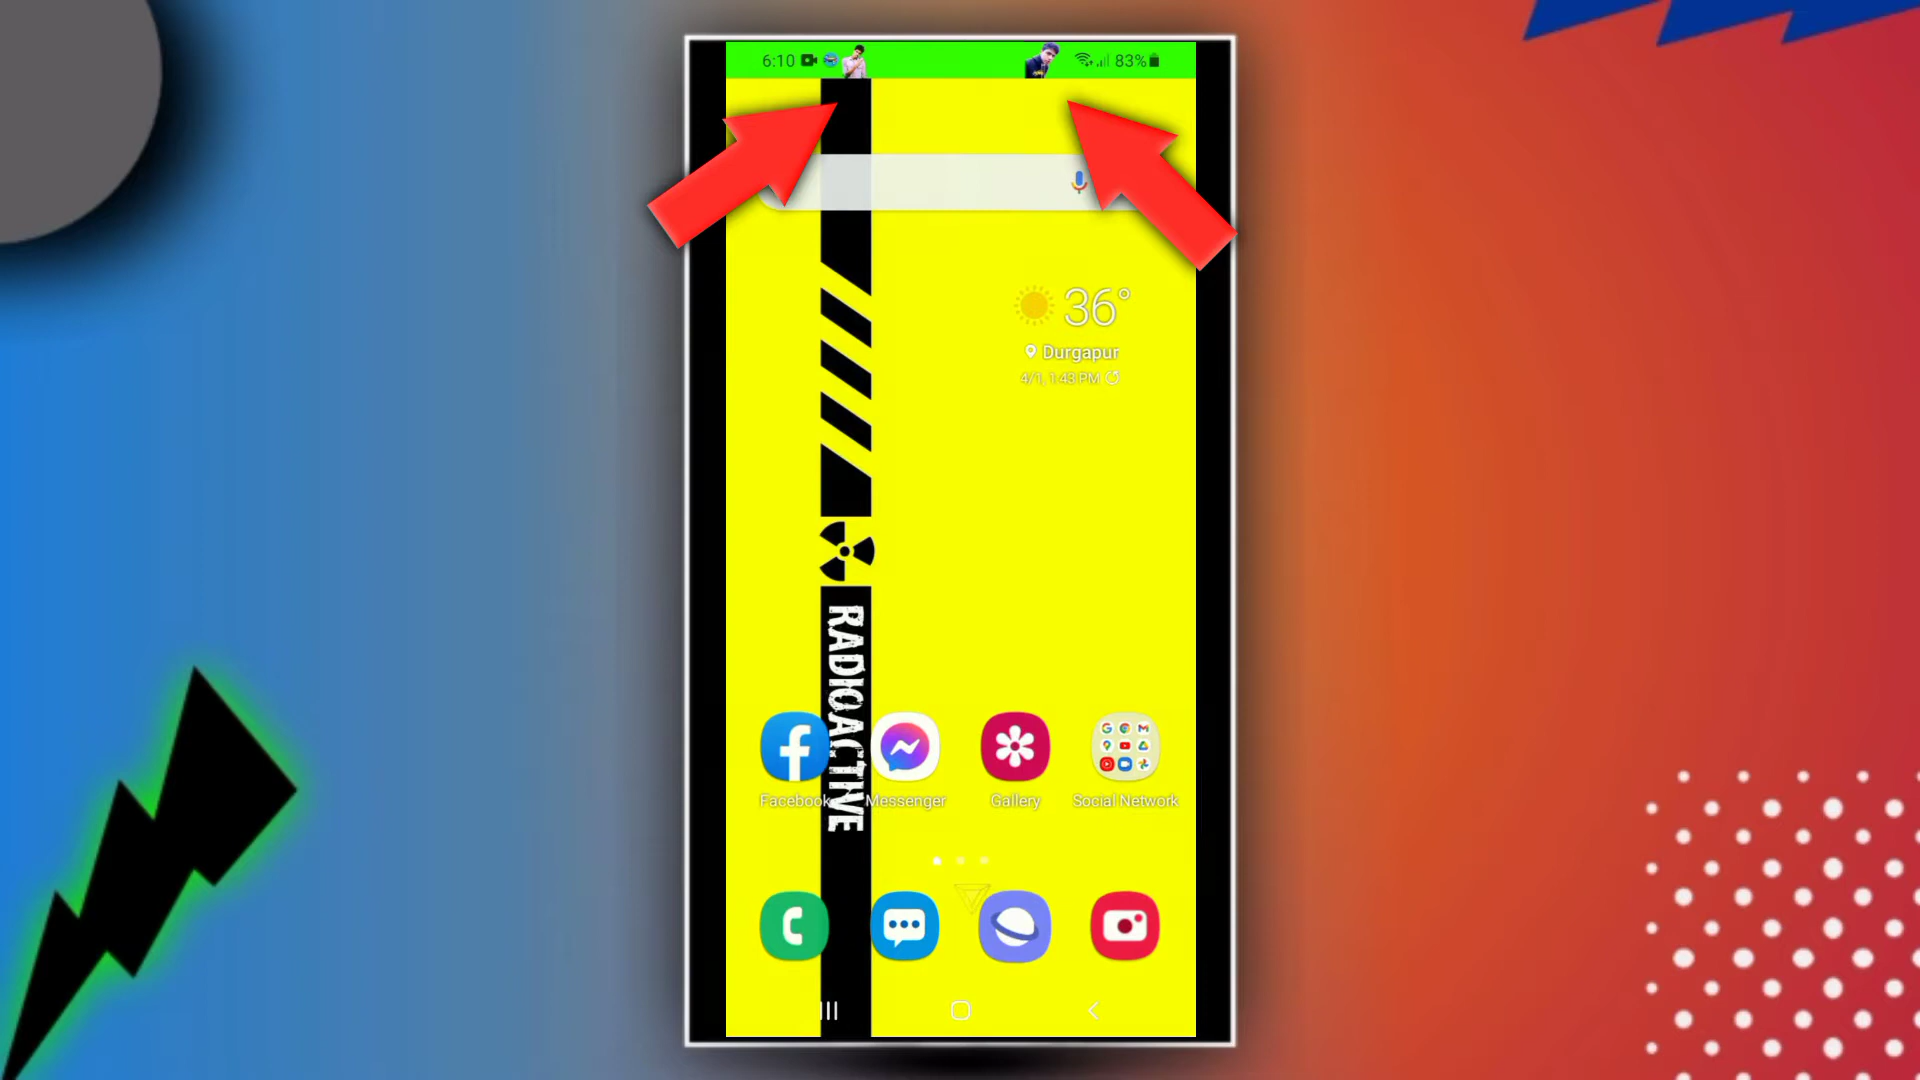 6:10
83%
36°
Durgapur
4/1, 1:43 PM
RADIOACTIVE
Facebook
Messenger
Gallery
Social Network